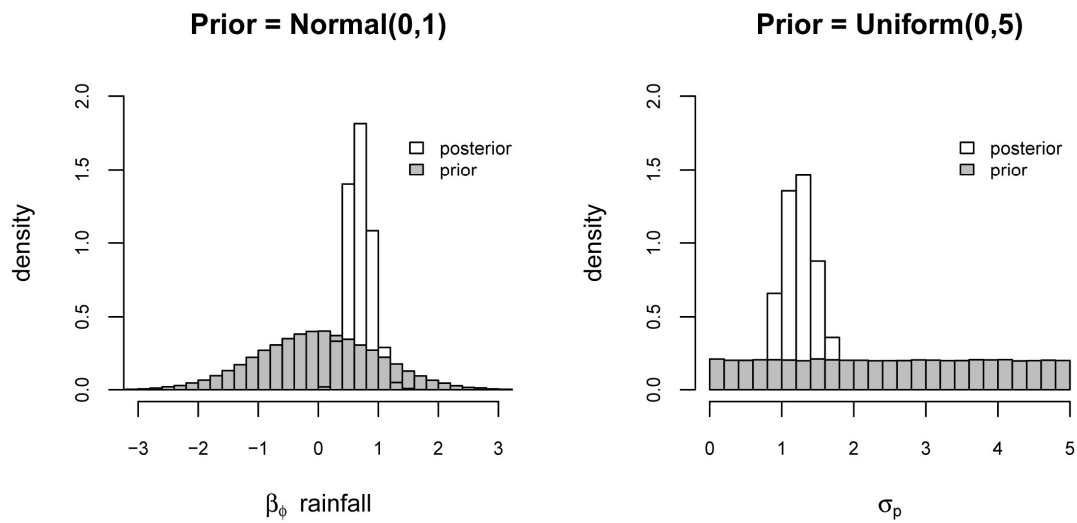 Prior = Normal(0,1)
density
0.0
0.5
1.0
1.5
2.0
posterior
prior
−3 −2 −1 0 1 2 3
βϕ rainfall
Prior = Uniform(0,5)
density
0.0
0.5
1.0
1.5
2.0
posterior
prior
0 1 2 3 4 5
σp